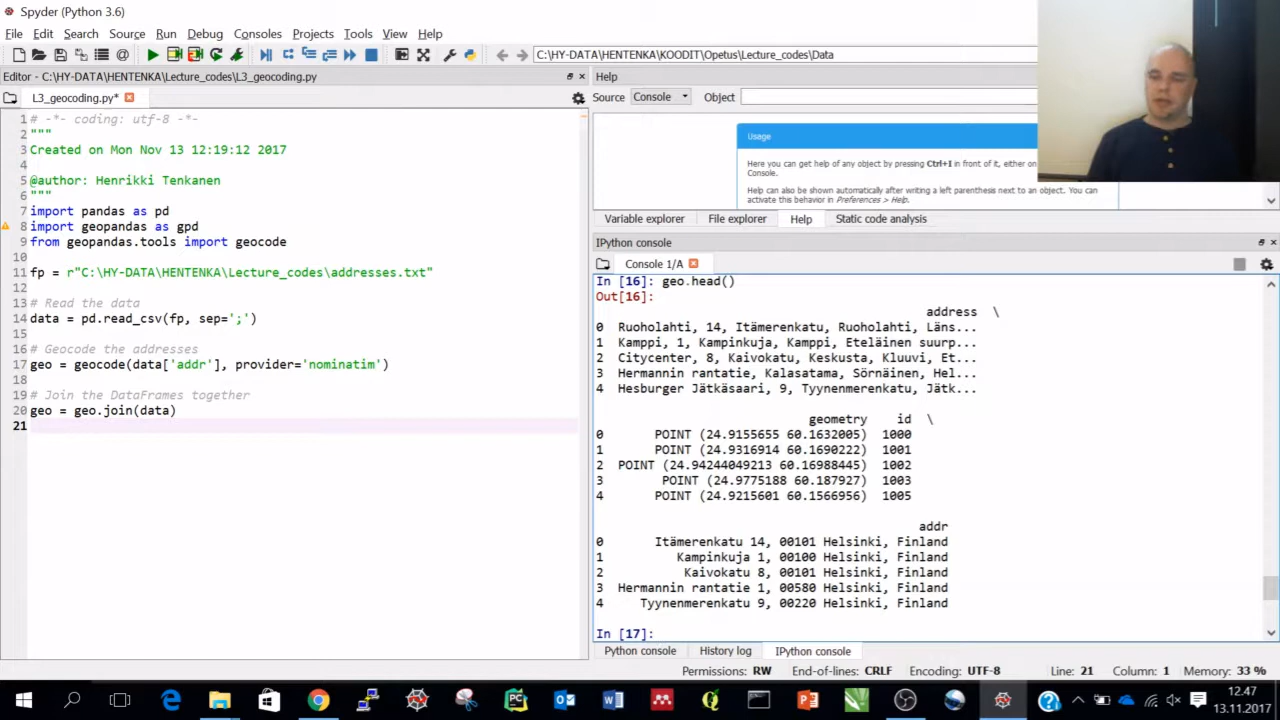 Spyder (Python 3.6)
File Edit Search Source Run Debug Consoles Projects Tools View Help
C:\HY-DATA\HENTENKA\KOODIT\Opetus\Lecture_codes\Data
Editor - C:\HY-DATA\HENTENKA\Lecture_codes\L3_geocoding.py
L3_geocoding.py*
1 # -*- coding: utf-8 -*-
2 """
3 Created on Mon Nov 13 12:19:12 2017
4
5 @author: Henrikki Tenkanen
6 """
7 import pandas as pd
8 import geopandas as gpd
9 from geopandas.tools import geocode
10
11 fp = r"C:\HY-DATA\HENTENKA\Lecture_codes\addresses.txt"
12
13 # Read the data
14 data = pd.read_csv(fp, sep=';')
15
16 # Geocode the addresses
17 geo = geocode(data['addr'], provider='nominatim')
18
19 # Join the DataFrames together
20 geo = geo.join(data)
21
Help
Source Console Object
Usage
Here you can get help of any object by pressing Ctrl+I in front of it, either on
Console.
Help can also be shown automatically after writing a left parenthesis next to an object. You can
activate this behavior in Preferences > Help.
Variable explorer File explorer Help Static code analysis
IPython console
Console 1/A
In [16]: geo.head()
Out[16]:
address \
0 Ruoholahti, 14, Itämerenkatu, Ruoholahti, Läns...
1 Kamppi, 1, Kampinkuja, Kamppi, Eteläinen suurp...
2 Citycenter, 8, Kaivokatu, Keskusta, Kluuvi, Et...
3 Hermannin rantatie, Kalasatama, Sörnäinen, Hel...
4 Hesburger Jätkäsaari, 9, Tyynenmerenkatu, Jätk...
geometry id \
0 POINT (24.9155655 60.1632005) 1000
1 POINT (24.9316914 60.1690222) 1001
2 POINT (24.94244049213 60.16988445) 1002
3 POINT (24.9775188 60.187927) 1003
4 POINT (24.9215601 60.1566956) 1005
addr
0 Itämerenkatu 14, 00101 Helsinki, Finland
1 Kampinkuja 1, 00100 Helsinki, Finland
2 Kaivokatu 8, 00101 Helsinki, Finland
3 Hermannin rantatie 1, 00580 Helsinki, Finland
4 Tyynenmerenkatu 9, 00220 Helsinki, Finland
In [17]:
Python console History log IPython console
Permissions: RW End-of-lines: CRLF Encoding: UTF-8 Line: 21 Column: 1 Memory: 33 %
12.47
13.11.2017